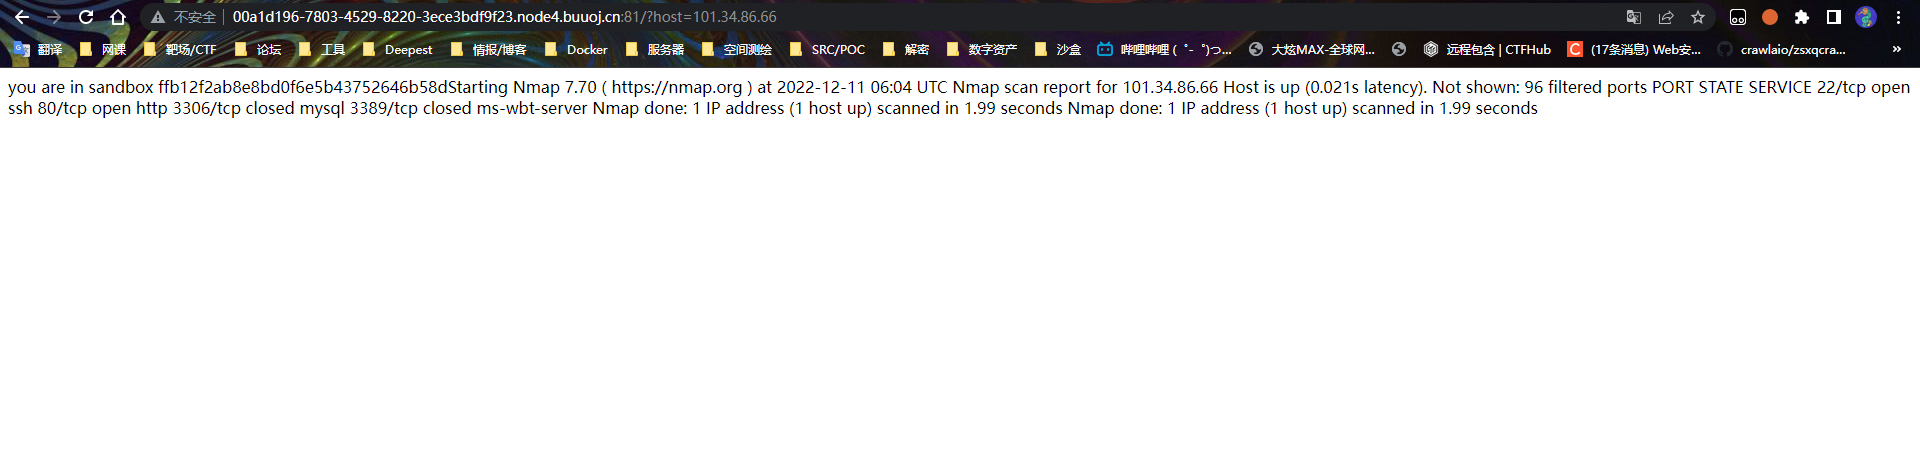 不安全 00a1d196-7803-4529-8220-3ece3bdf9f23.node4.buuoj.cn:81/?host=101.34.86.66
翻译 网课 靶场/CTF 论坛 工具 Deepest 情报/博客 Docker 服务器 空间测绘 SRC/POC 解密 数字资产 沙盒 哔哩哔哩 (゜-゜)つ... 大炫MAX-全球网... 远程包含 | CTFHub (17条消息) Web安... crawlaio/zsxqcra... »
you are in sandbox ffb12f2ab8e8bd0f6e5b43752646b58dStarting Nmap 7.70 ( https://nmap.org ) at 2022-12-11 06:04 UTC Nmap scan report for 101.34.86.66 Host is up (0.021s latency). Not shown: 96 filtered ports PORT STATE SERVICE 22/tcp open
ssh 80/tcp open http 3306/tcp closed mysql 3389/tcp closed ms-wbt-server Nmap done: 1 IP address (1 host up) scanned in 1.99 seconds Nmap done: 1 IP address (1 host up) scanned in 1.99 seconds